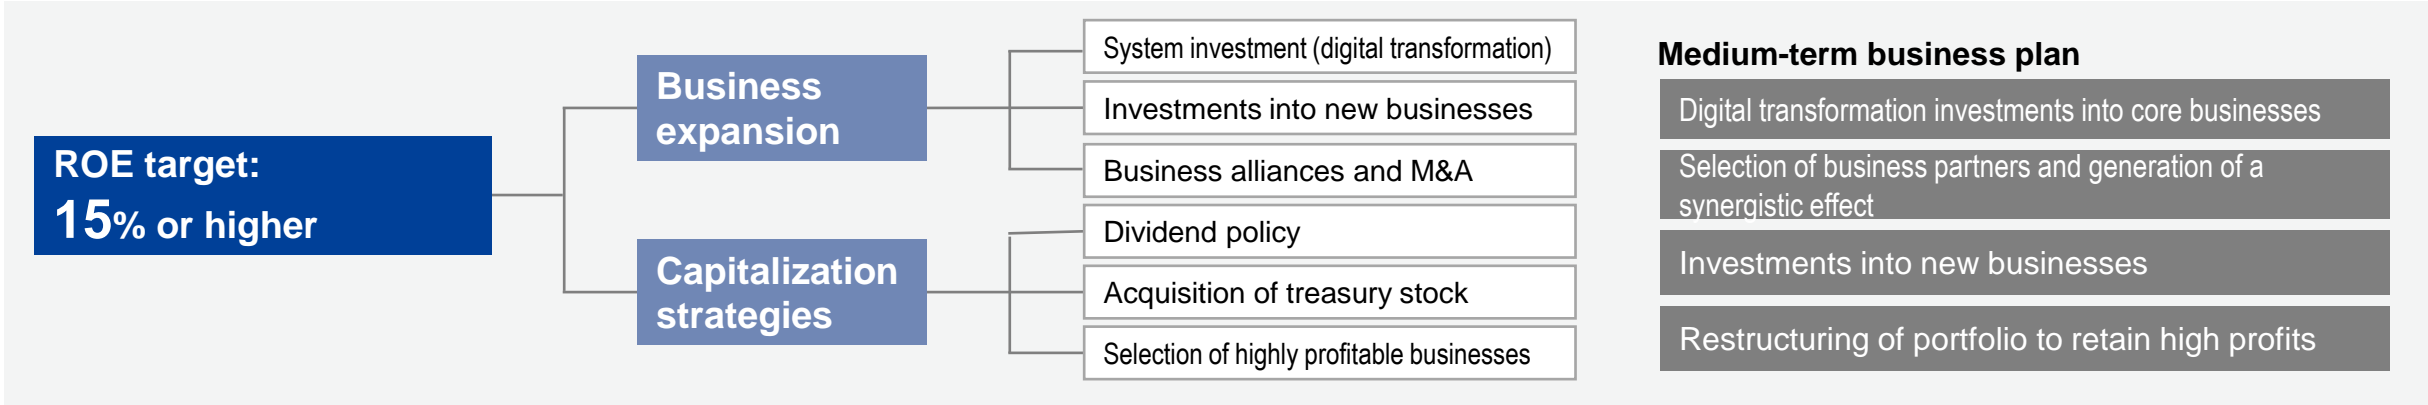 ROE target:
15% or higher
Business
expansion
Capitalization
strategies
System investment (digital transformation)
Investments into new businesses
Business alliances and M&A
Dividend policy
Acquisition of treasury stock
Selection of highly profitable businesses
Medium-term business plan
Digital transformation investments into core businesses
Selection of business partners and generation of a
synergistic effect
Investments into new businesses
Restructuring of portfolio to retain high profits